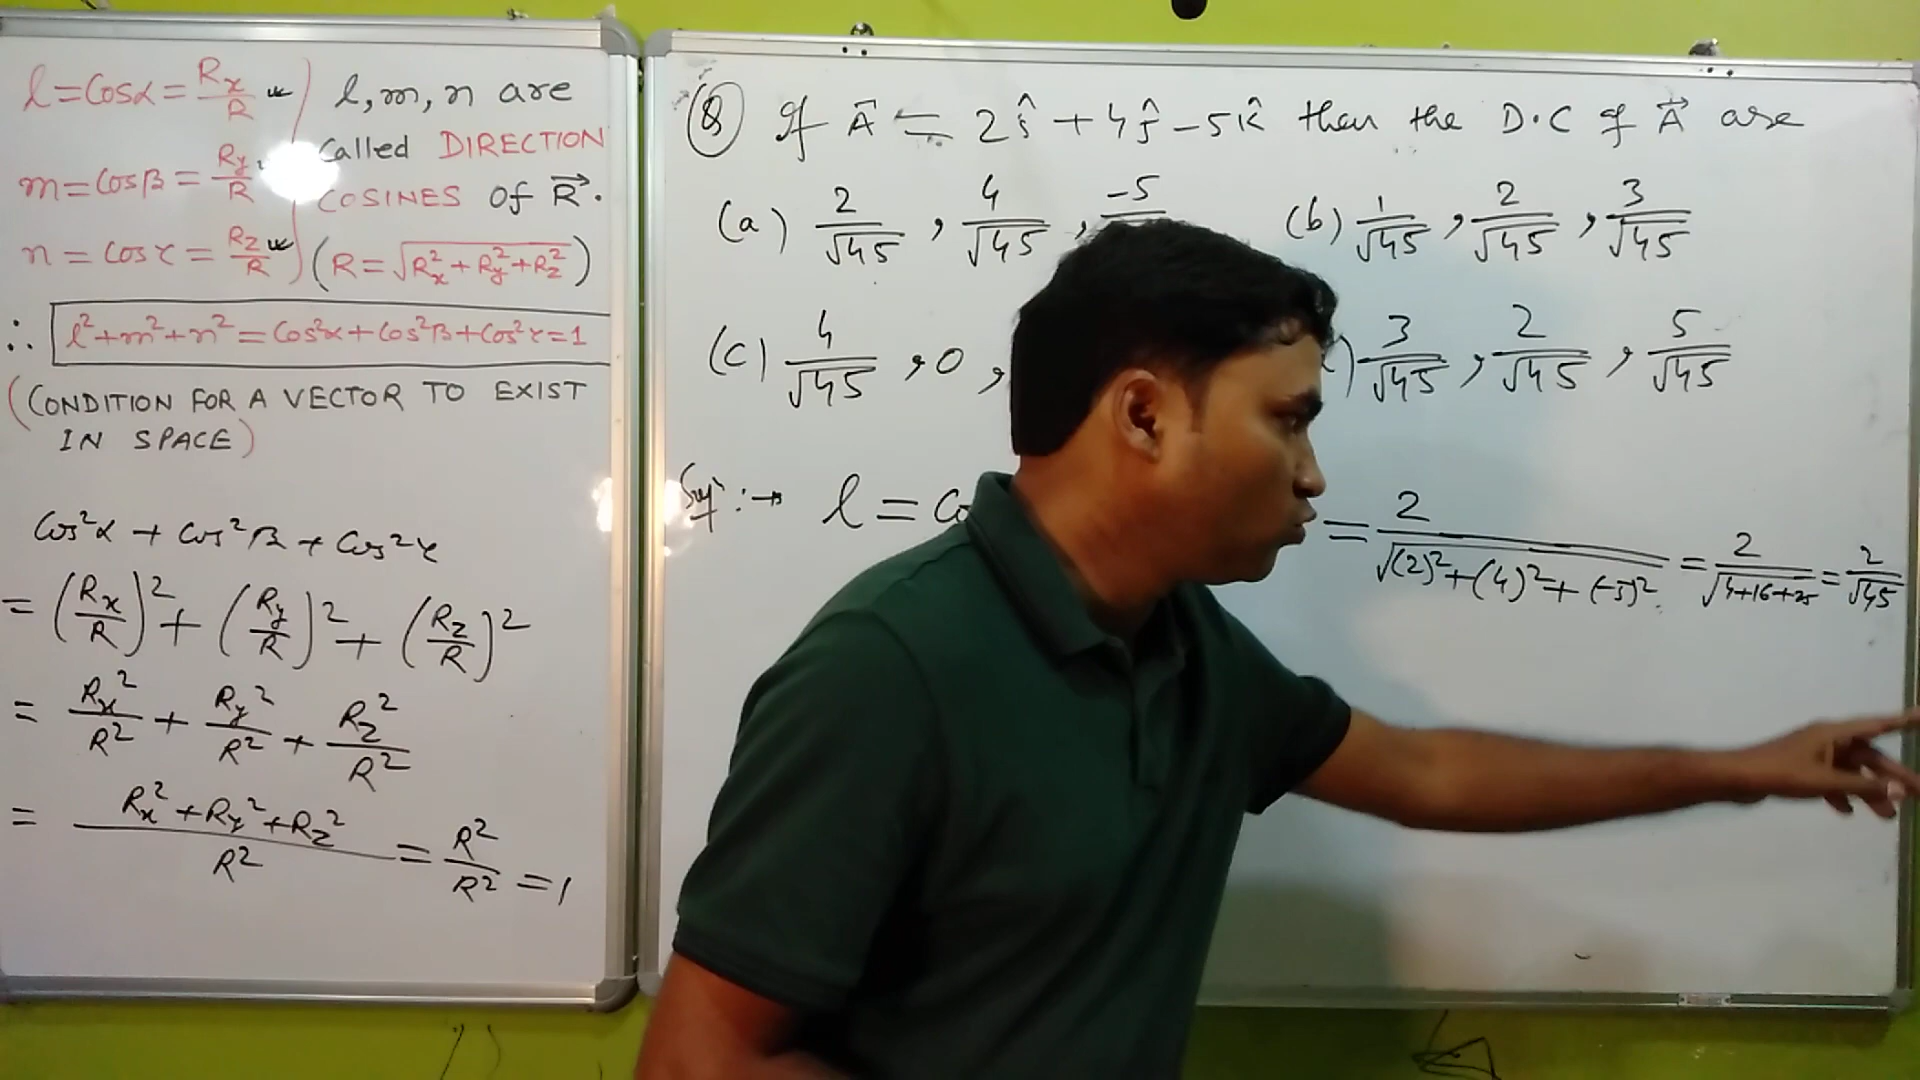 l = Cosα = Rx/R
m = Cosβ = Ry/R
n = Cosγ = Rz/R
l, m, n are
Called DIRECTION
COSINES Of R⃗.
(R = √(Rx² + Ry² + Rz²))
∴ l² + m² + n² = Cos²α + Cos²β + Cos²γ = 1
(CONDITION FOR A VECTOR TO EXIST
IN SPACE)
Cos²α + Cos²β + Cos²γ
= (Rx/R)² + (Ry/R)² + (Rz/R)²
= Rx²/R² + Ry²/R² + Rz²/R²
= (Rx² + Ry² + Rz²)/R² = R²/R² = 1
Q If A⃗ = 2î + 4ĵ - 5k̂ then the D.C of A⃗ are
(a) 2/√45, 4/√45, -5
(b) 1/√45, 2/√45, 3/√45
(c) 4/√45, 0,
) 3/√45, 2/√45, 5/√45
:→ l = Co = 2/√((2)² + (4)² + (-5)²) = 2/√(4+16+25) = 2/√45